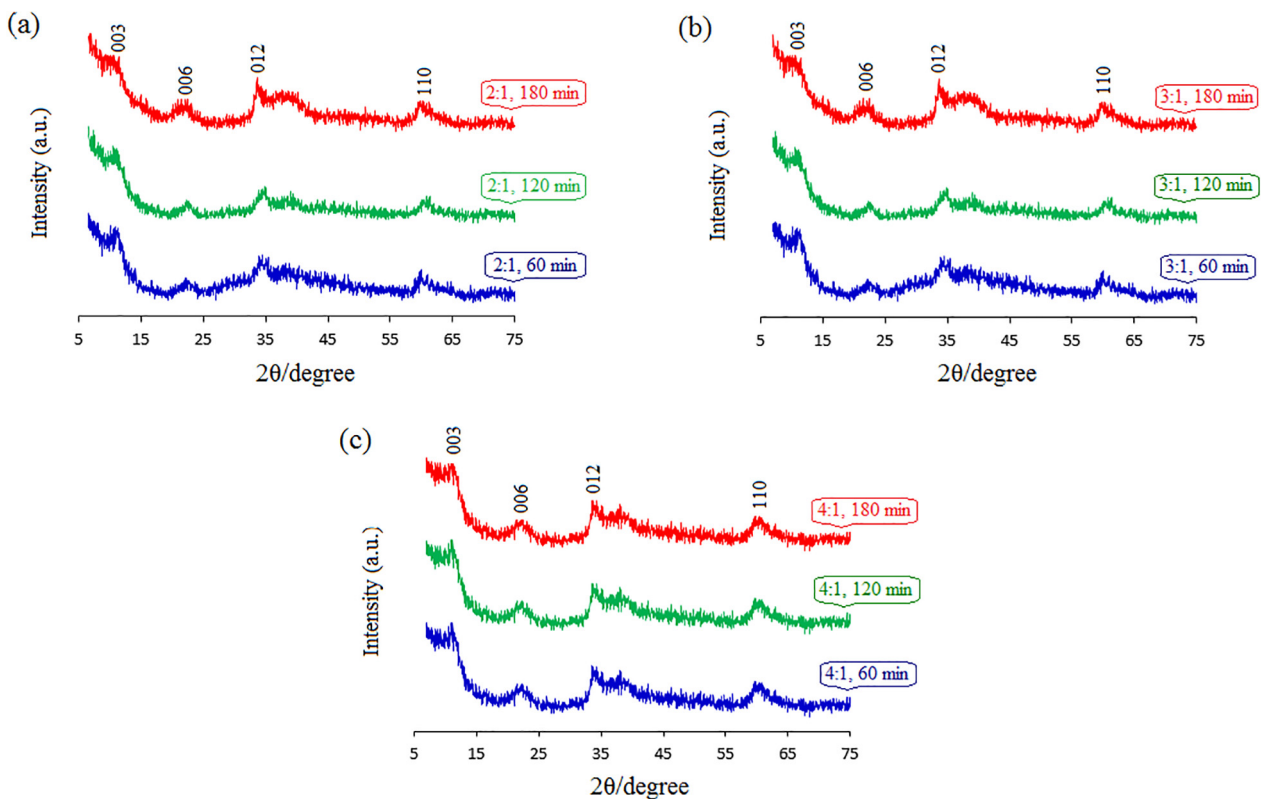 (a)
003
006
012
110
2:1, 180 min
2:1, 120 min
2:1, 60 min
Intensity (a.u.)
5 15 25 35 45 55 65 75
2θ/degree
(b)
003
006
012
110
3:1, 180 min
3:1, 120 min
3:1, 60 min
Intensity (a.u.)
5 15 25 35 45 55 65 75
2θ/degree
(c)
003
006
012
110
4:1, 180 min
4:1, 120 min
4:1, 60 min
Intensity (a.u.)
5 15 25 35 45 55 65 75
2θ/degree